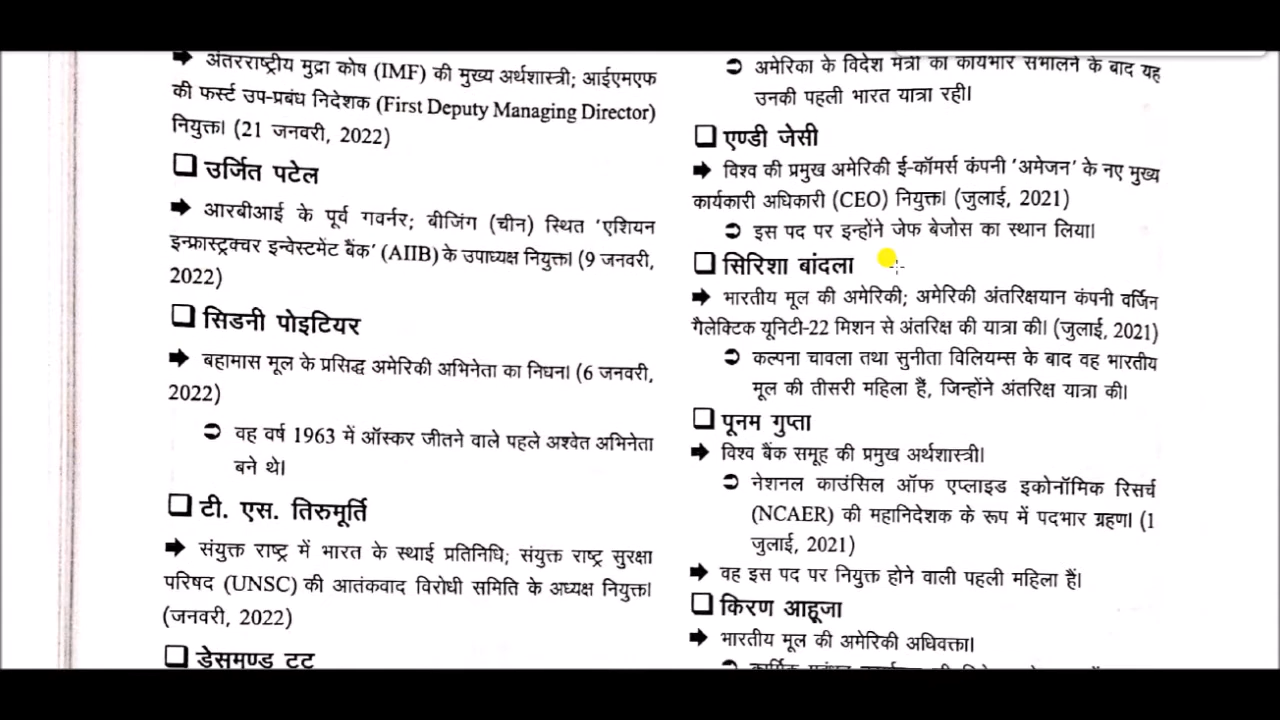 ➡ अंतरराष्ट्रीय मुद्रा कोष (IMF) की मुख्य अर्थशास्त्री; आईएमएफ
की फर्स्ट उप-प्रबंध निदेशक (First Deputy Managing Director)
नियुक्त। (21 जनवरी, 2022)
❑ उर्जित पटेल
➡ आरबीआई के पूर्व गवर्नर; बीजिंग (चीन) स्थित 'एशियन
इन्फ्रास्ट्रक्चर इन्वेस्टमेंट बैंक' (AIIB) के उपाध्यक्ष नियुक्त। (9 जनवरी,
2022)
❑ सिडनी पोइटियर
➡ बहामास मूल के प्रसिद्ध अमेरिकी अभिनेता का निधन। (6 जनवरी,
2022)
➲ वह वर्ष 1963 में ऑस्कर जीतने वाले पहले अश्वेत अभिनेता
बने थे।
❑ टी. एस. तिरुमूर्ति
➡ संयुक्त राष्ट्र में भारत के स्थाई प्रतिनिधि; संयुक्त राष्ट्र सुरक्षा
परिषद (UNSC) की आतंकवाद विरोधी समिति के अध्यक्ष नियुक्त।
(जनवरी, 2022)
❑ डेसमण्ड टूटू
➲ अमेरिका के विदेश मंत्री का कार्यभार संभालने के बाद यह
उनकी पहली भारत यात्रा रही।
❑ एण्डी जेसी
➡ विश्व की प्रमुख अमेरिकी ई-कॉमर्स कंपनी 'अमेजन' के नए मुख्य
कार्यकारी अधिकारी (CEO) नियुक्त। (जुलाई, 2021)
➲ इस पद पर इन्होंने जेफ बेजोस का स्थान लिया।
❑ सिरिशा बांदला
➡ भारतीय मूल की अमेरिकी; अमेरिकी अंतरिक्षयान कंपनी वर्जिन
गैलेक्टिक यूनिटी-22 मिशन से अंतरिक्ष की यात्रा की। (जुलाई, 2021)
➲ कल्पना चावला तथा सुनीता विलियम्स के बाद वह भारतीय
मूल की तीसरी महिला हैं, जिन्होंने अंतरिक्ष यात्रा की।
❑ पूनम गुप्ता
➡ विश्व बैंक समूह की प्रमुख अर्थशास्त्री।
➲ नेशनल काउंसिल ऑफ एप्लाइड इकोनॉमिक रिसर्च
(NCAER) की महानिदेशक के रूप में पदभार ग्रहण। (1
जुलाई, 2021)
➡ वह इस पद पर नियुक्त होने वाली पहली महिला हैं।
❑ किरण आहूजा
➡ भारतीय मूल की अमेरिकी अधिवक्ता।